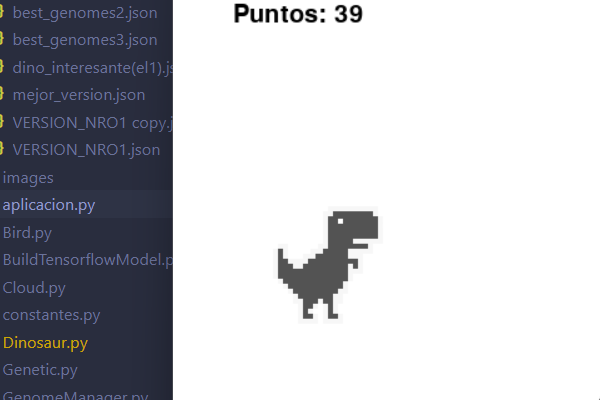 best_genomes2.json
best_genomes3.json
dino_interesante(el1).js
mejor_version.json
VERSION_NRO1 copy.j
VERSION_NRO1.json
images
aplicacion.py
Bird.py
BuildTensorflowModel.p
Cloud.py
constantes.py
Dinosaur.py
Genetic.py
GenomeManager.py
Puntos: 39